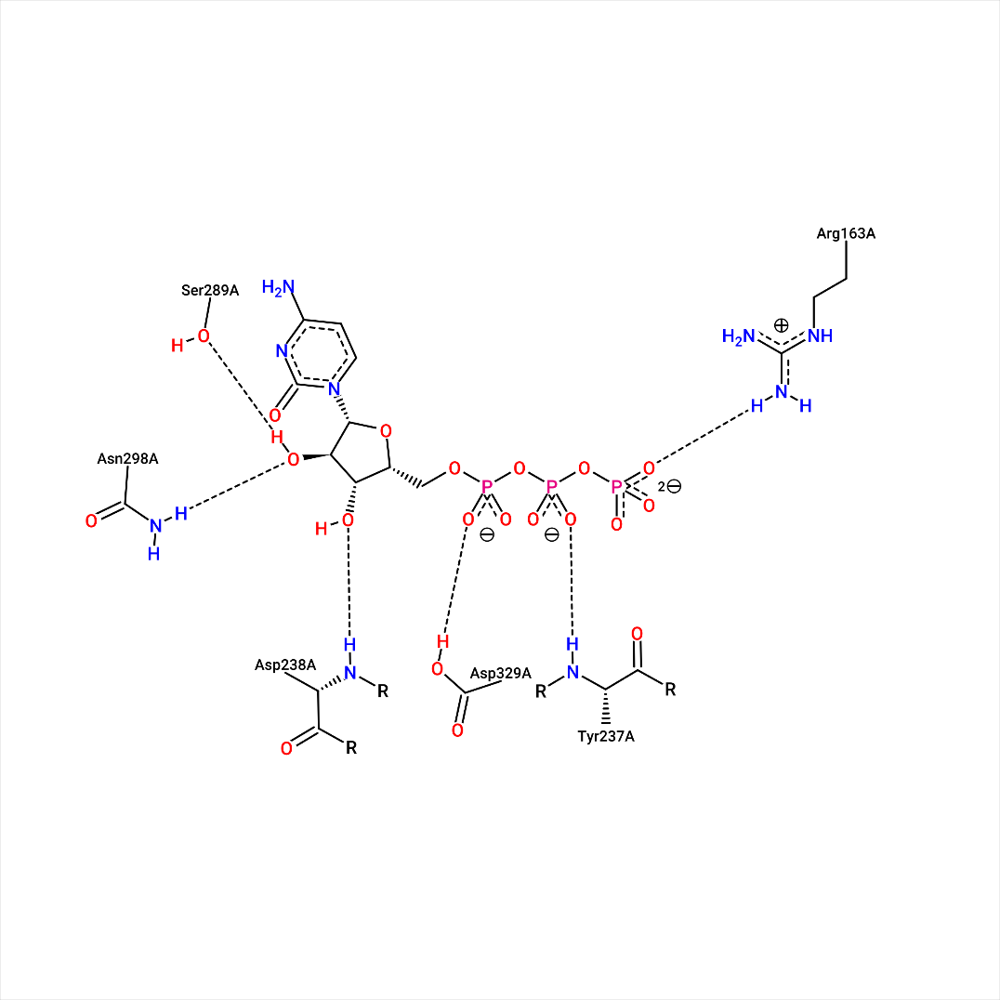 Arg163A
Ser289A
H₂N
H₂N
⊕
NH
H
O
N
N
O
N
H
H
H
O
O
Asn298A
O
O
O
O
O
P
P
P
2⊖
O
H
O
N
H
H
O
O
O
O
O
O
⊖
⊖
H
H
H
H
Asp238A
N
R
O
Asp329A
R
N
O
R
O
R
O
Tyr237A